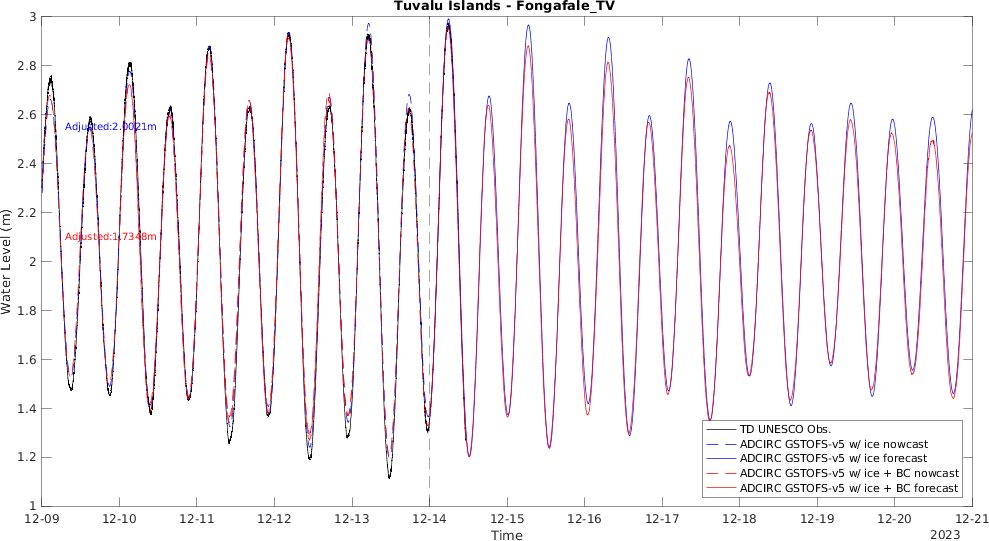 Tuvalu Islands - Fongafale_TV
3
2.8
2.6
2.4
2.2
2
1.8
1.6
1.4
1.2
1
Water Level (m)
Adjusted:2.0021m
Adjusted:1.7348m
TD UNESCO Obs.
ADCIRC GSTOFS-v5 w/ ice nowcast
ADCIRC GSTOFS-v5 w/ ice forecast
ADCIRC GSTOFS-v5 w/ ice + BC nowcast
ADCIRC GSTOFS-v5 w/ ice + BC forecast
12-09 12-10 12-11 12-12 12-13 12-14 12-15 12-16 12-17 12-18 12-19 12-20 12-21
Time
2023